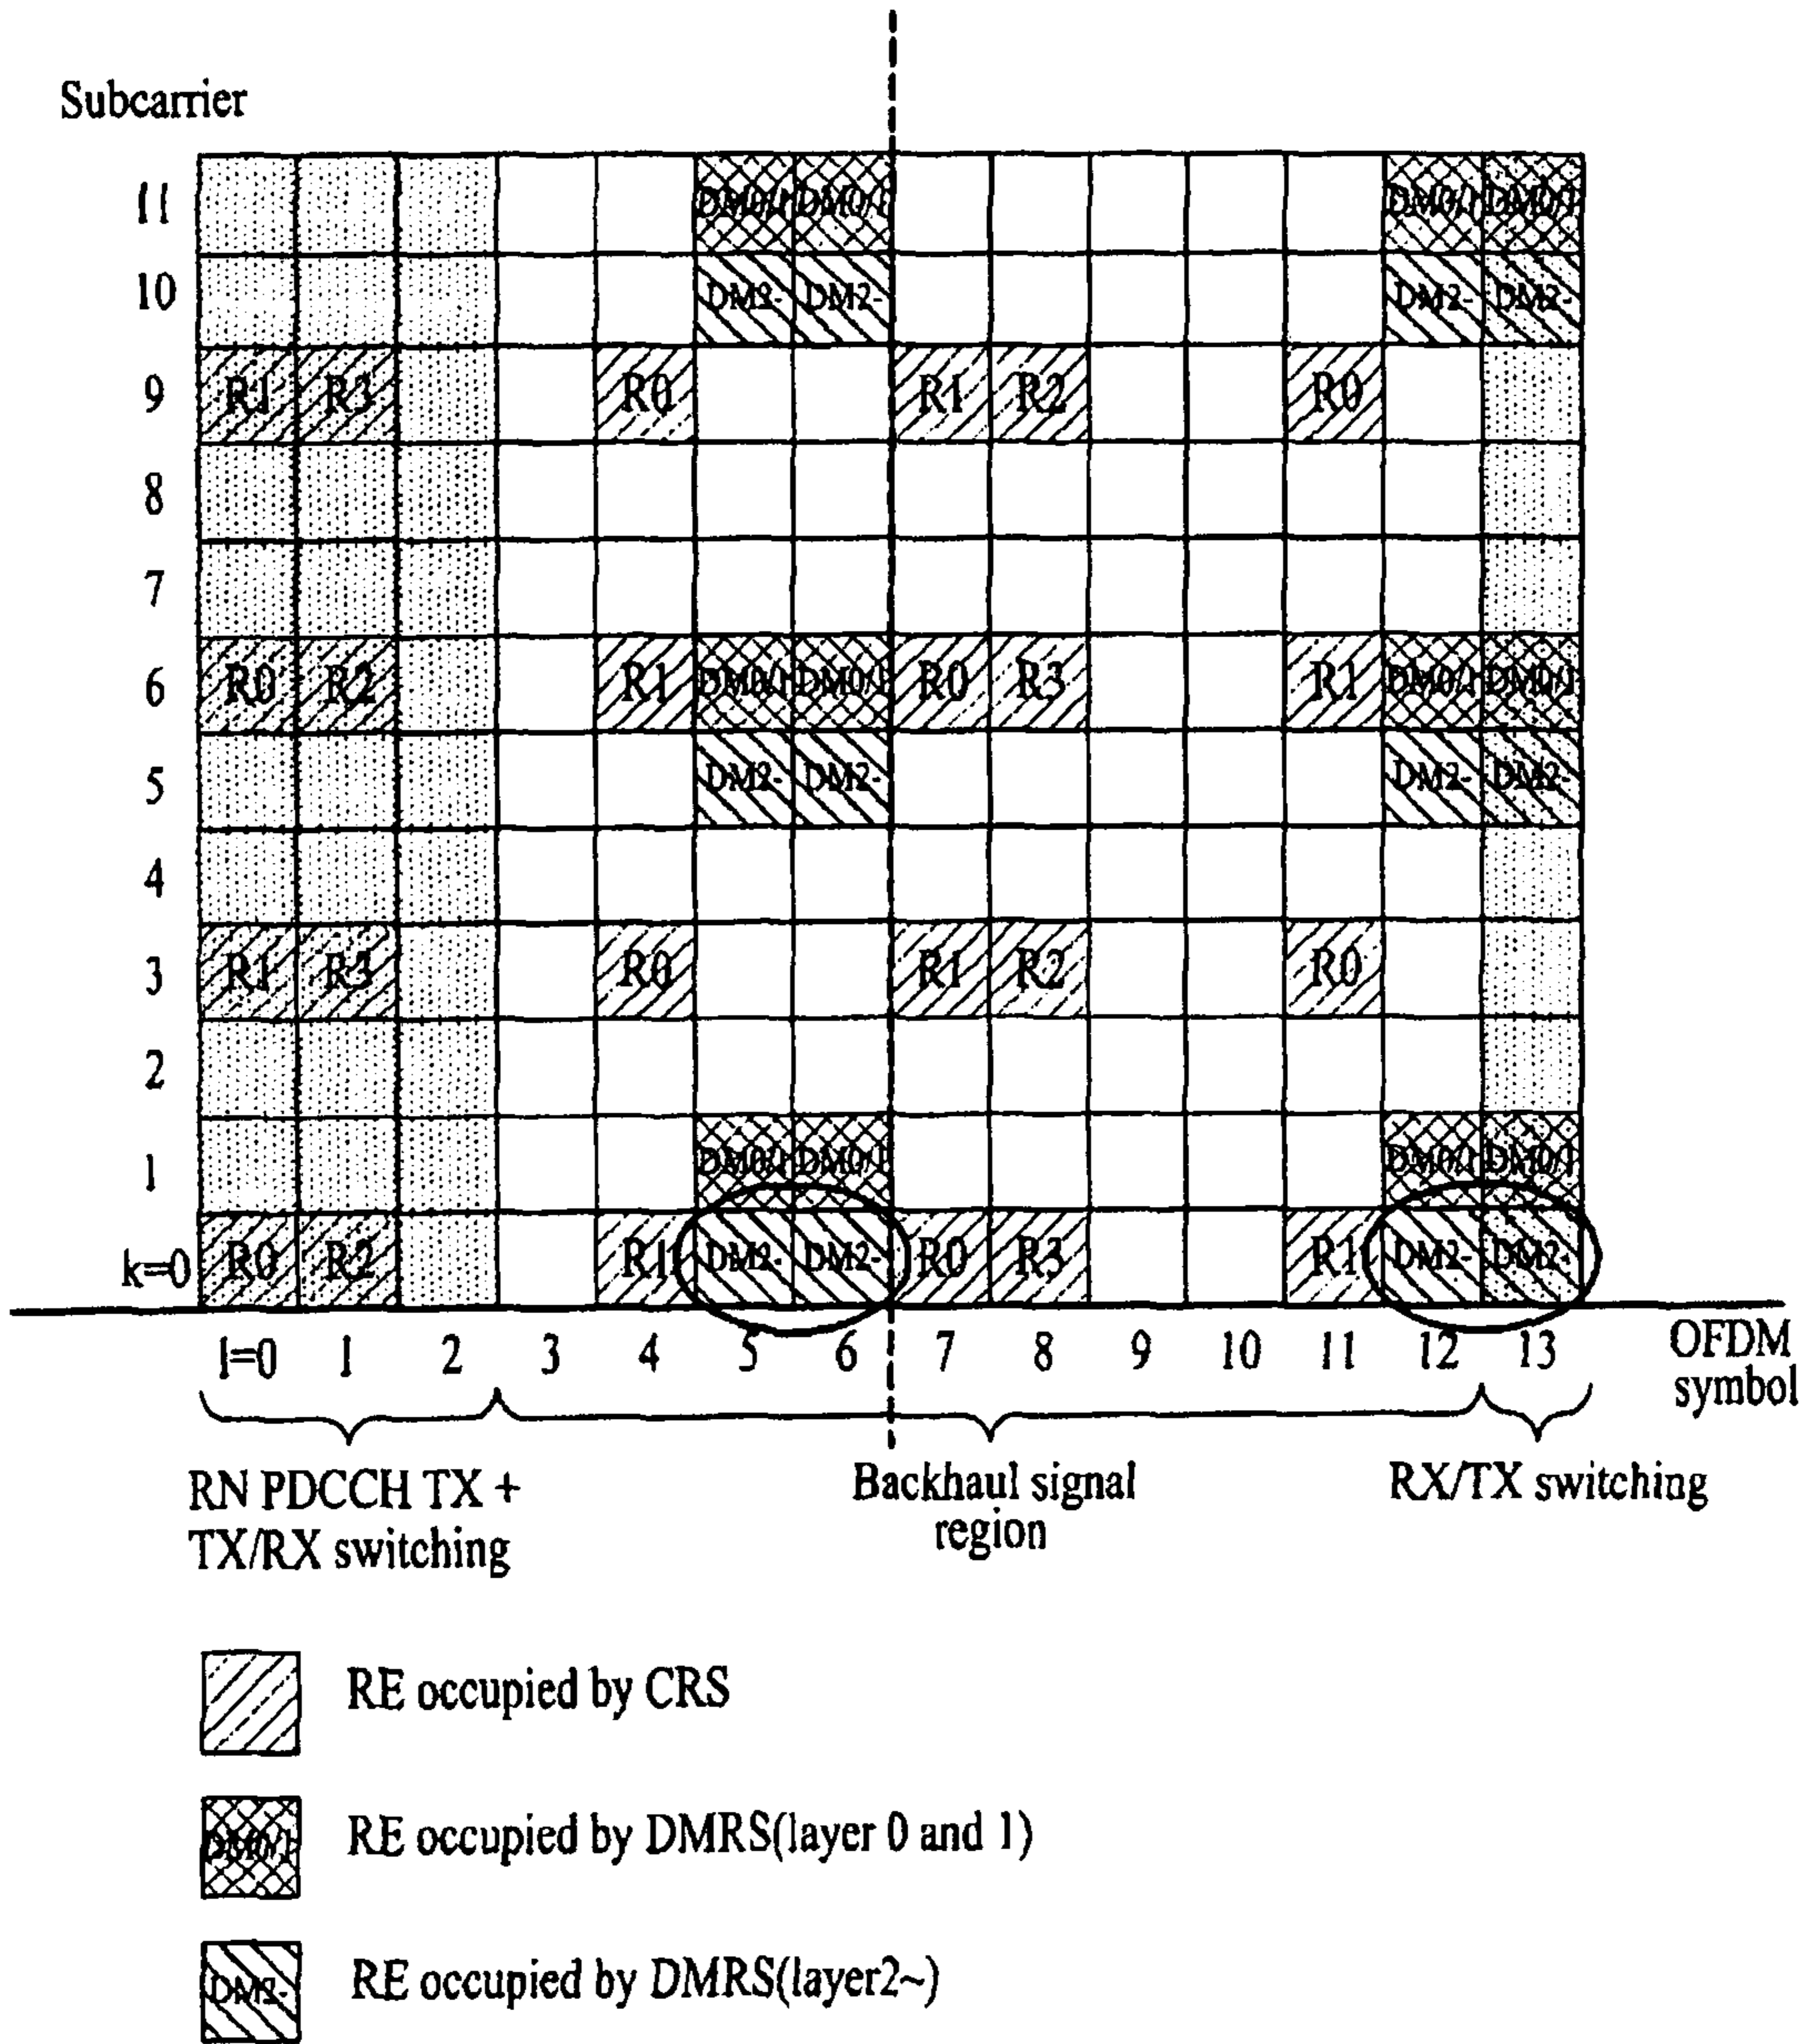 Subcarrier
11 DM0/1 DM0/1 DM0/1 DM0/1
10 DM2- DM2- DM2- DM2-
9 R1 R3 R0 R1 R2 R0
8
7
6 R0 R2 R1 DM0/1 DM0/1 R0 R3 R1 DM0/1 DM0/1
5 DM2- DM2- DM2- DM2-
4
3 R1 R3 R0 R1 R2 R0
2
1 DM0/1 DM0/1 DM0/1 DM0/1
k=0 R0 R2 R1 DM2- DM2- R0 R3 R1 DM2- DM2-
l=0 1 2 3 4 5 6 7 8 9 10 11 12 13 OFDM
symbol
RN PDCCH TX +
TX/RX switching
Backhaul signal
region
RX/TX switching
RE occupied by CRS
DM0/1 RE occupied by DMRS(layer 0 and 1)
DM2- RE occupied by DMRS(layer2~)